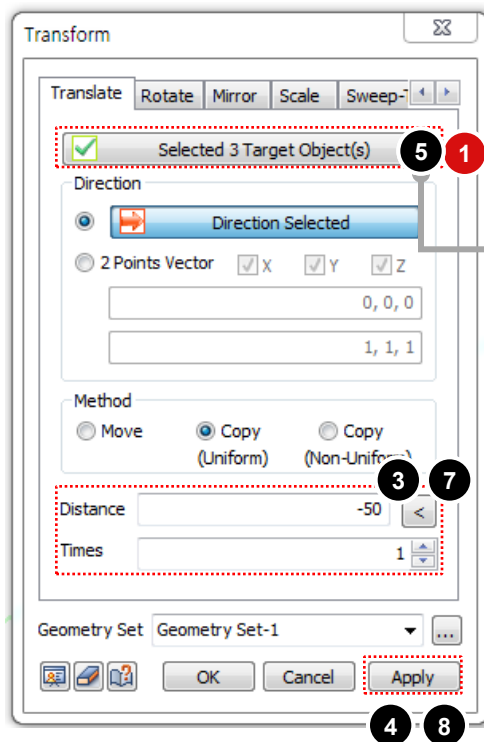 Transform
Translate Rotate Mirror Scale Sweep-
Selected 3 Target Object(s) 5 1
Direction
Direction Selected
2 Points Vector X Y Z
0, 0, 0
1, 1, 1
Method
Move Copy Copy
(Uniform) (Non-Uniform)
3 7
Distance -50 <
Times 1
Geometry Set Geometry Set-1 ...
OK Cancel Apply
4 8